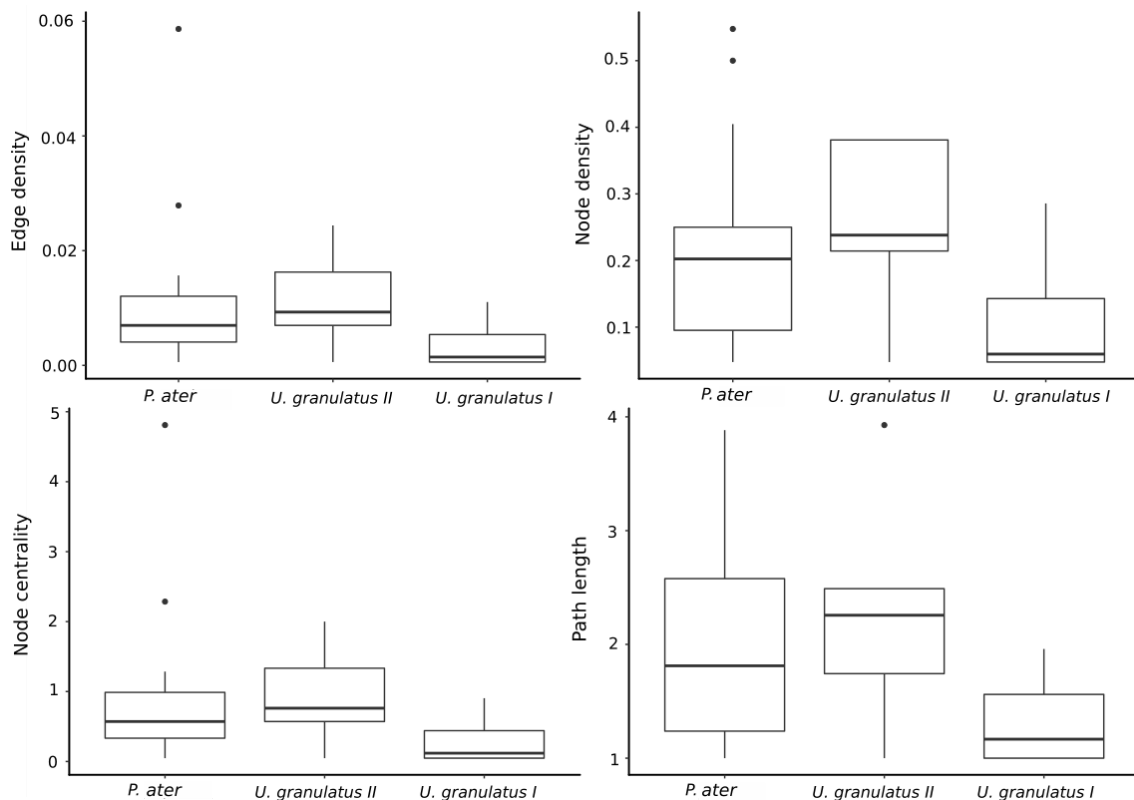 Edge density
0.06
0.04
0.02
0.00
P. ater
U. granulatus II
U. granulatus I
Node density
0.5
0.4
0.3
0.2
0.1
P. ater
U. granulatus II
U. granulatus I
Node centrality
5
4
3
2
1
0
P. ater
U. granulatus II
U. granulatus I
Path length
4
3
2
1
P. ater
U. granulatus II
U. granulatus I